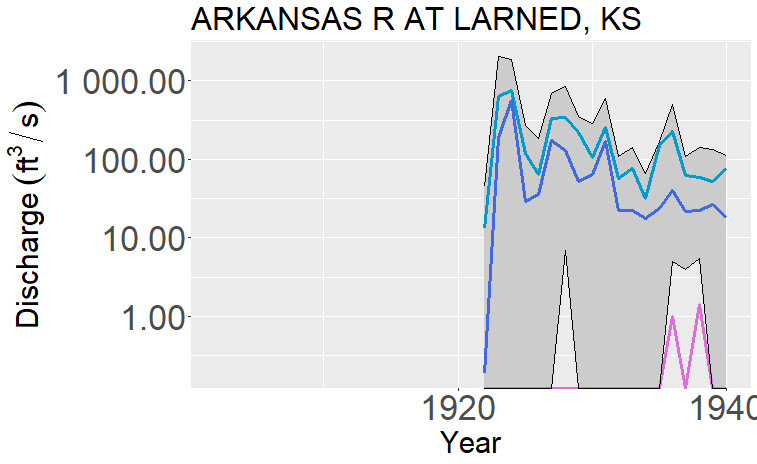 ARKANSAS R AT LARNED, KS
Discharge (ft³/s)
1 000.00
100.00
10.00
1.00
1920
1940
Year